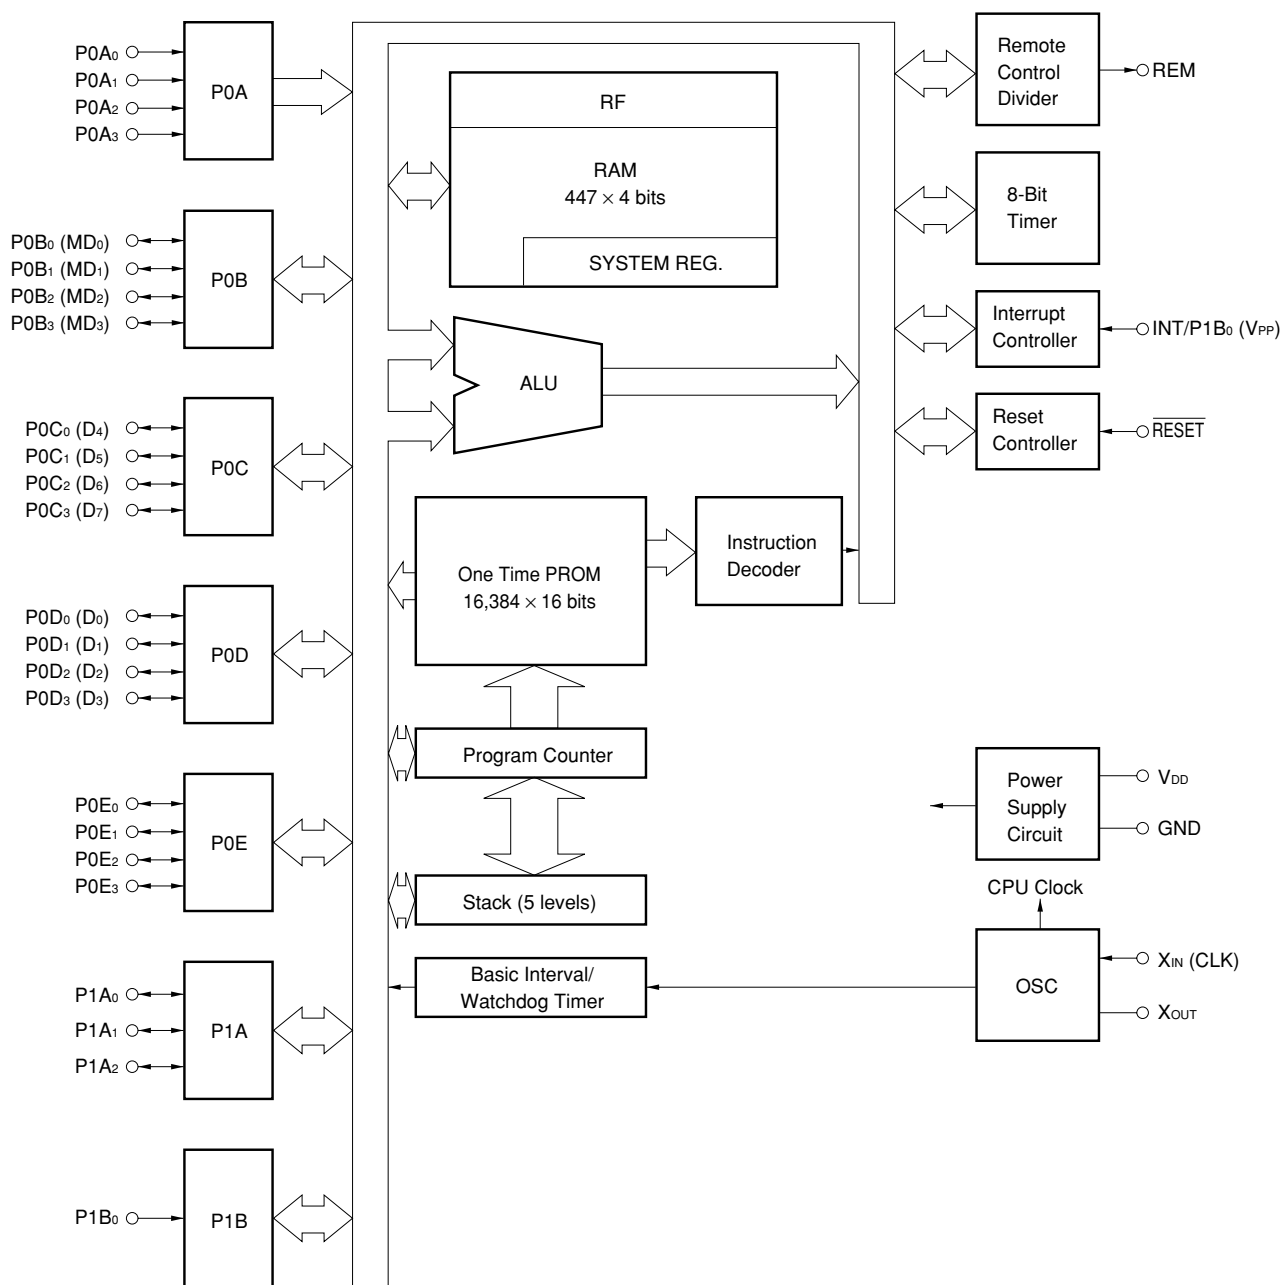 P0A₀
P0A₁
P0A₂
P0A₃
P0A
P0B₀ (MD₀)
P0B₁ (MD₁)
P0B₂ (MD₂)
P0B₃ (MD₃)
P0B
P0C₀ (D₄)
P0C₁ (D₅)
P0C₂ (D₆)
P0C₃ (D₇)
P0C
P0D₀ (D₀)
P0D₁ (D₁)
P0D₂ (D₂)
P0D₃ (D₃)
P0D
P0E₀
P0E₁
P0E₂
P0E₃
P0E
P1A₀
P1A₁
P1A₂
P1A
P1B₀
P1B
RF
RAM
447 × 4 bits
SYSTEM REG.
ALU
One Time PROM
16,384 × 16 bits
Instruction
Decoder
Program Counter
Stack (5 levels)
Basic Interval/
Watchdog Timer
Remote
Control
Divider
REM
8-Bit
Timer
Interrupt
Controller
INT/P1B₀ (VPP)
Reset
Controller
R̅E̅S̅E̅T̅
Power
Supply
Circuit
VDD
GND
CPU Clock
OSC
XIN (CLK)
XOUT